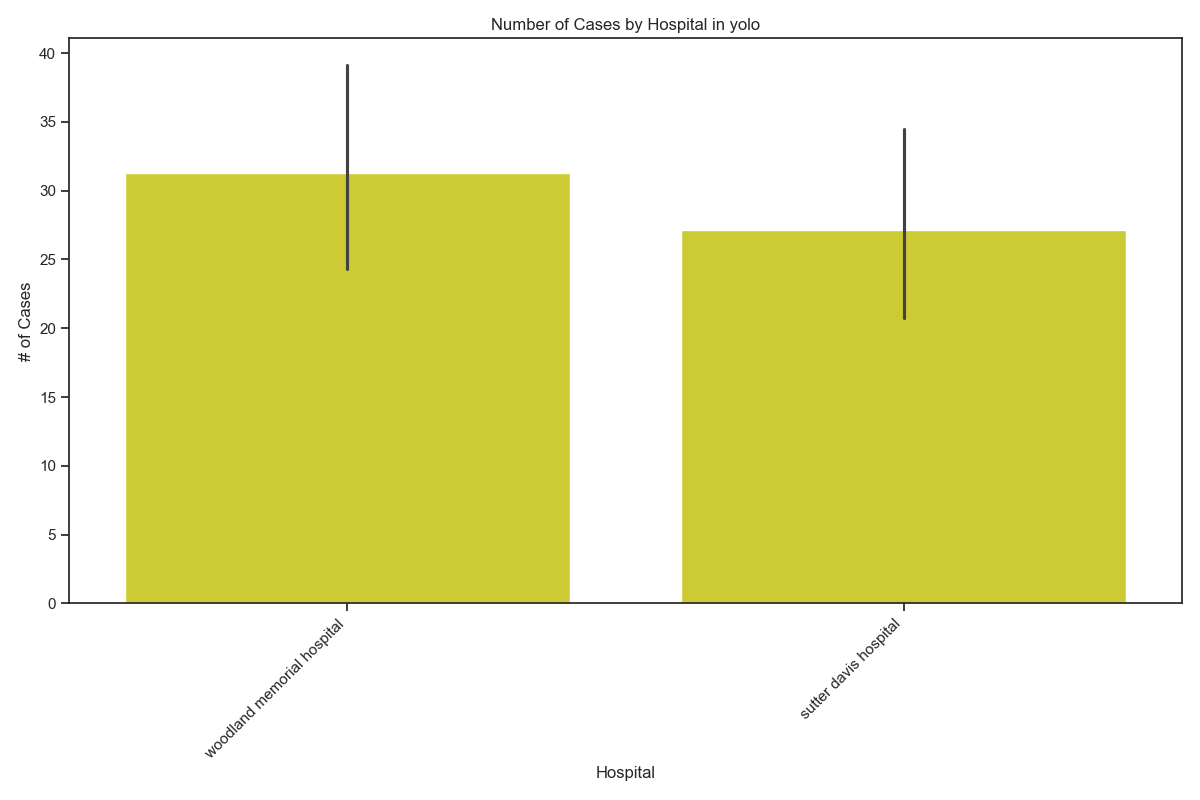 Number of Cases by Hospital in yolo
# of Cases
40
35
30
25
20
15
10
5
0
woodland memorial hospital
sutter davis hospital
Hospital